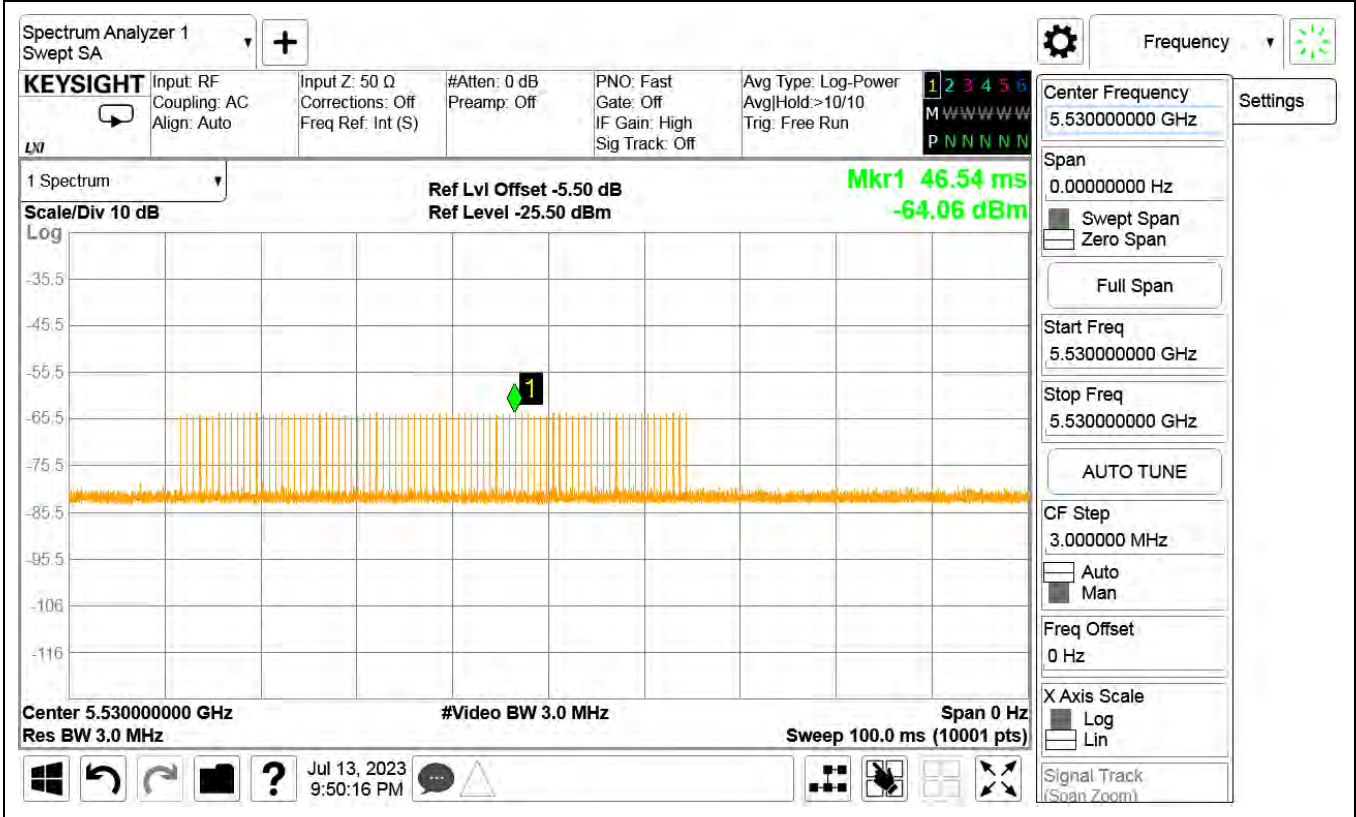 Spectrum Analyzer 1
Swept SA
+
Frequency
KEYSIGHT
LXI
Input: RF
Coupling: AC
Align: Auto
Input Z: 50 Ω
Corrections: Off
Freq Ref: Int (S)
#Atten: 0 dB
Preamp: Off
PNO: Fast
Gate: Off
IF Gain: High
Sig Track: Off
Avg Type: Log-Power
Avg|Hold:>10/10
Trig: Free Run
1 2 3 4 5 6
M W W W W W
P N N N N N
1 Spectrum
Scale/Div 10 dB
Log
Ref Lvl Offset -5.50 dB
Ref Level -25.50 dBm
Mkr1 46.54 ms
-64.06 dBm
-35.5
-45.5
-55.5
-65.5
-75.5
-85.5
-95.5
-106
-116
1
Center 5.530000000 GHz
Res BW 3.0 MHz
#Video BW 3.0 MHz
Span 0 Hz
Sweep 100.0 ms (10001 pts)
?
Jul 13, 2023
9:50:16 PM
Center Frequency
5.530000000 GHz
Settings
Span
0.00000000 Hz
Swept Span
Zero Span
Full Span
Start Freq
5.530000000 GHz
Stop Freq
5.530000000 GHz
AUTO TUNE
CF Step
3.000000 MHz
Auto
Man
Freq Offset
0 Hz
X Axis Scale
Log
Lin
Signal Track
(Span Zoom)